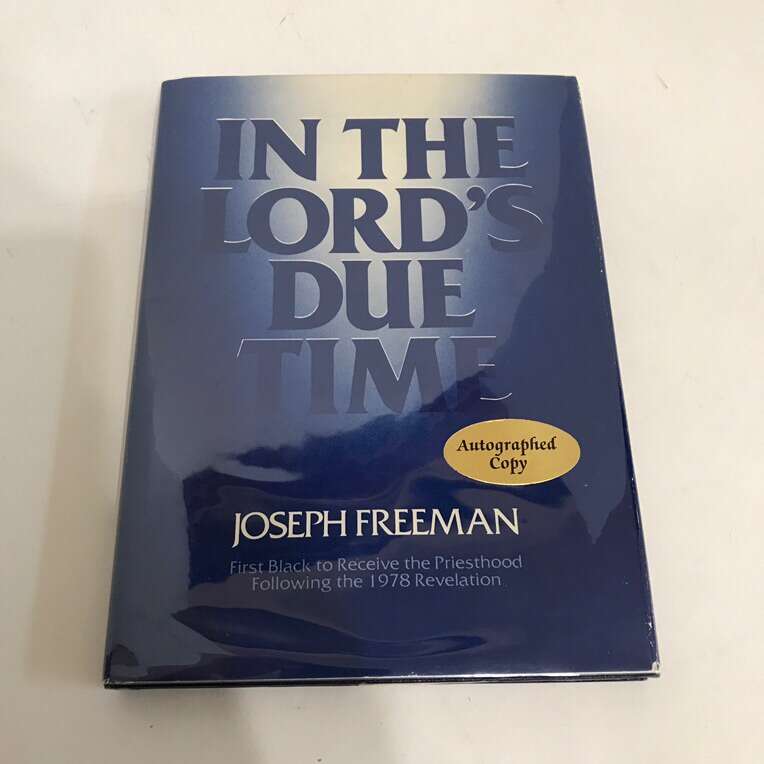 IN THE
LORD'S
DUE
TIME
Autographed
Copy
JOSEPH FREEMAN
First Black to Receive the Priesthood
Following the 1978 Revelation